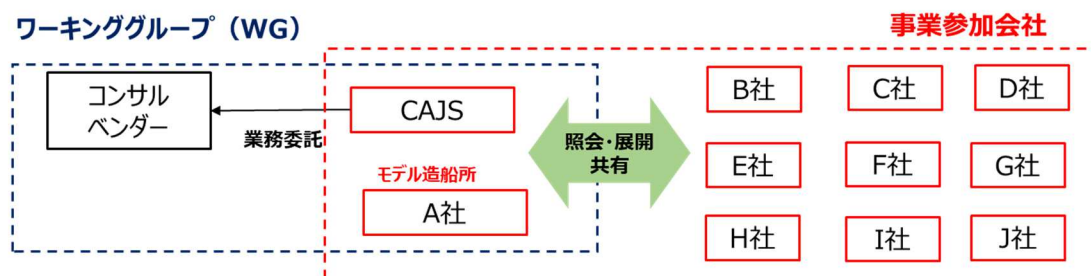 ワーキンググループ（WG）
事業参加会社
コンサル
ベンダー
業務委託
CAJS
モデル造船所
A社
照会・展開
共有
B社
C社
D社
E社
F社
G社
H社
I社
J社